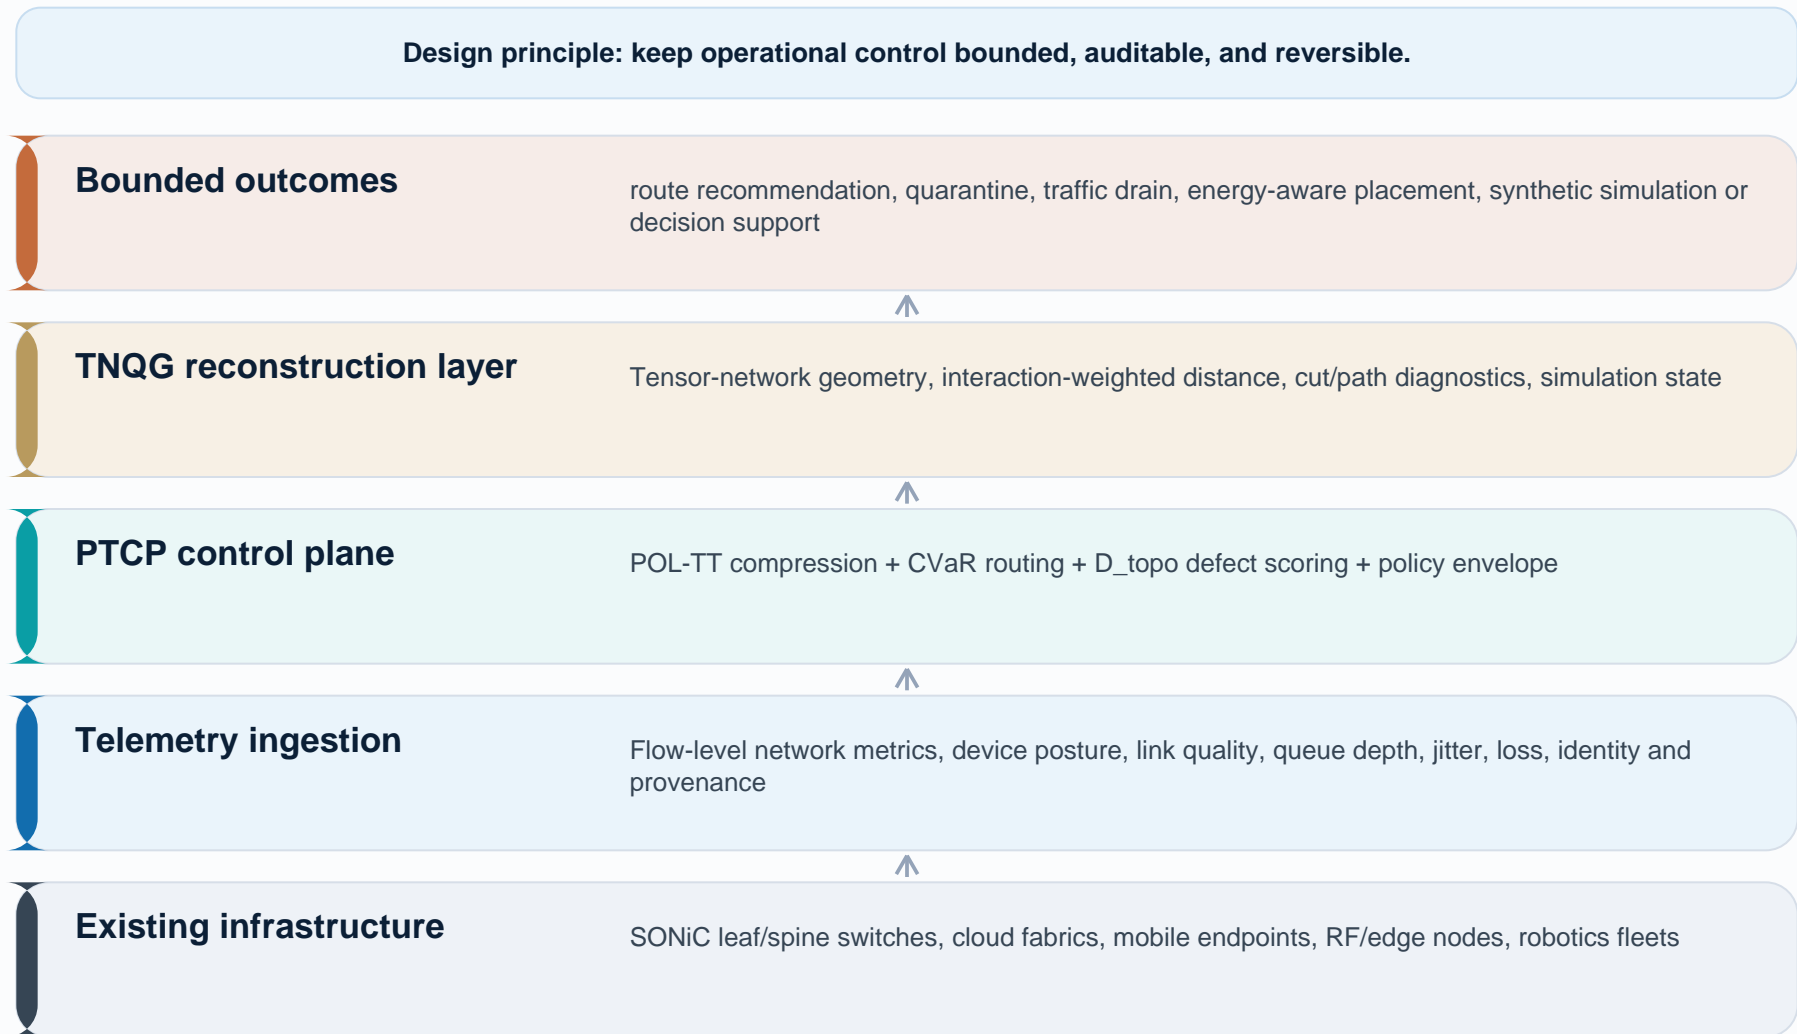 Design principle: keep operational control bounded, auditable, and reversible.
Bounded outcomes
route recommendation, quarantine, traffic drain, energy-aware placement, synthetic simulation or
decision support
TNQG reconstruction layer
Tensor-network geometry, interaction-weighted distance, cut/path diagnostics, simulation state
PTCP control plane
POL-TT compression + CVaR routing + D_topo defect scoring + policy envelope
Telemetry ingestion
Flow-level network metrics, device posture, link quality, queue depth, jitter, loss, identity and
provenance
Existing infrastructure
SONiC leaf/spine switches, cloud fabrics, mobile endpoints, RF/edge nodes, robotics fleets